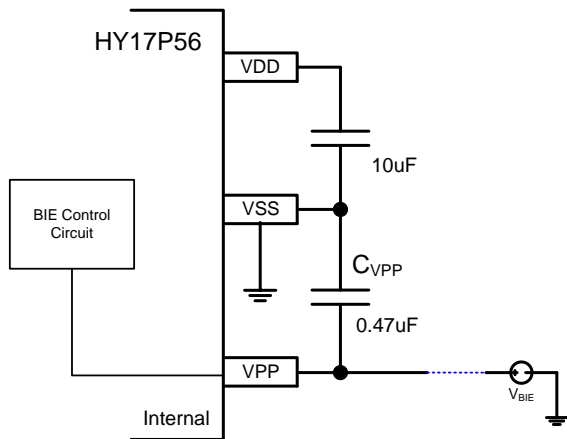 HY17P56
VDD
10uF
BIE Control
Circuit
VSS
CVPP
0.47uF
VPP
VBIE
Internal